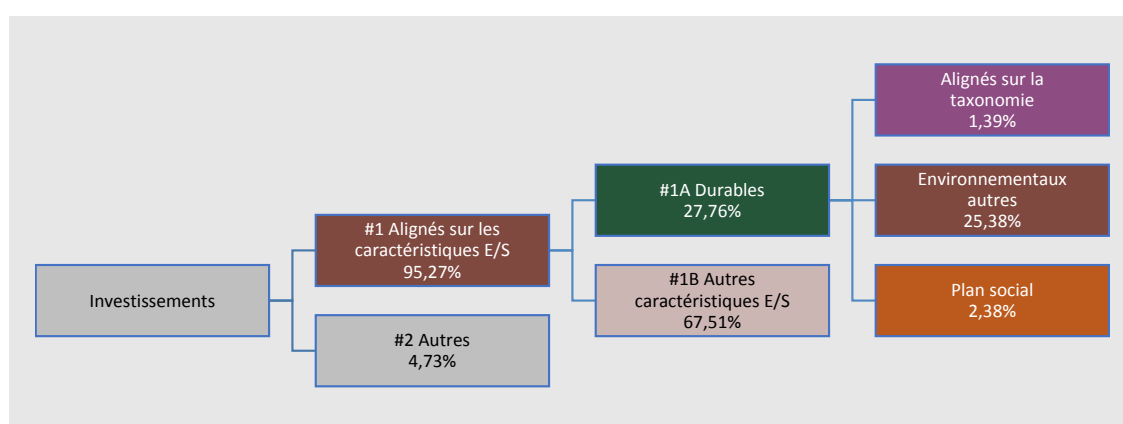 Investissements
#1 Alignés sur les
caractéristiques E/S
95,27%
#2 Autres
4,73%
#1A Durables
27,76%
#1B Autres
caractéristiques E/S
67,51%
Alignés sur la
taxonomie
1,39%
Environnementaux
autres
25,38%
Plan social
2,38%